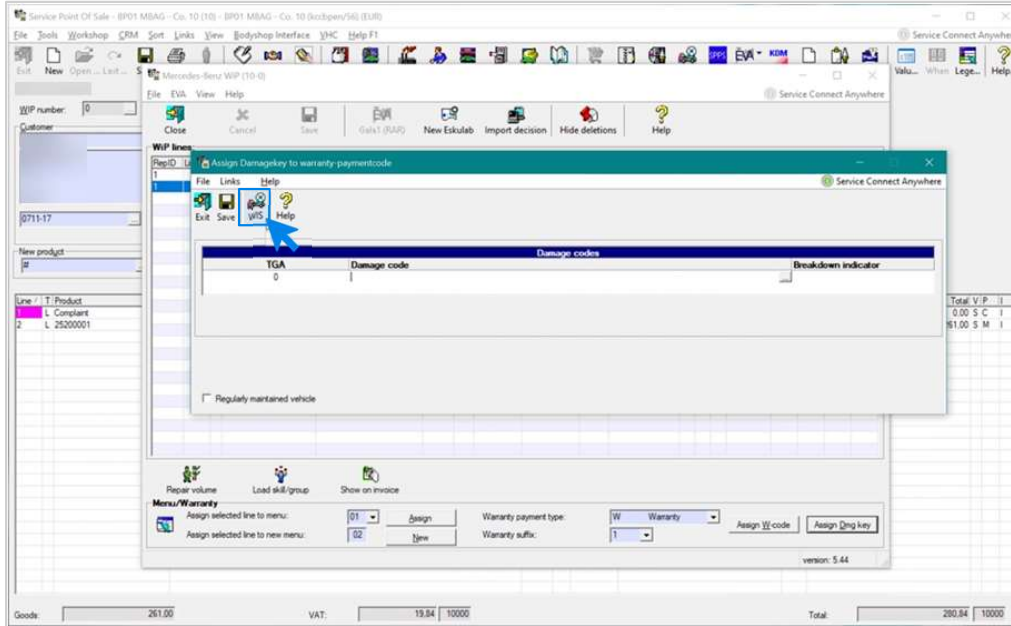 Service Point Of Sale - BP01 MBAG - Co. 10 (10) - BP01 MBAG - Co. 10 (kccbpen/56) (EUR)
File Tools Workshop CRM Sort Links View Bodyshop Interface VHC Help F1
Service Connect Anywhe
Exit New Open ... Last ... S
EVA
KDM
Valu... When Lege... Help
WIP number: 0
Customer
0711-17
New product
#
Line / T Product
1 L Complaint
2 L 25200001
Total V P I
0.00 S C I
261.00 S M I
Mercedes-Benz WIP (10-0)
File EVA View Help
Service Connect Anywhere
Close Cancel Save Gala1 (RAR) New Eskulab Import decision Hide deletions Help
WIP lines
RepID
1
1
Assign Damagekey to warranty-paymentcode
File Links Help
Service Connect Anywhere
Exit Save WIS Help
Damage codes
TGA Damage code Breakdown indicator
0
Regularly maintained vehicle
Repair volume Load skill/group Show on invoice
Menu/Warranty
Assign selected line to menu: 01 Assign Warranty payment type: W Warranty Assign W-code Assign Dmg key
Assign selected line to new menu: 02 New Warranty suffix: 1
version: 5.44
Goods: 261.00 VAT: 19,84 10000 Total: 280,84 10000